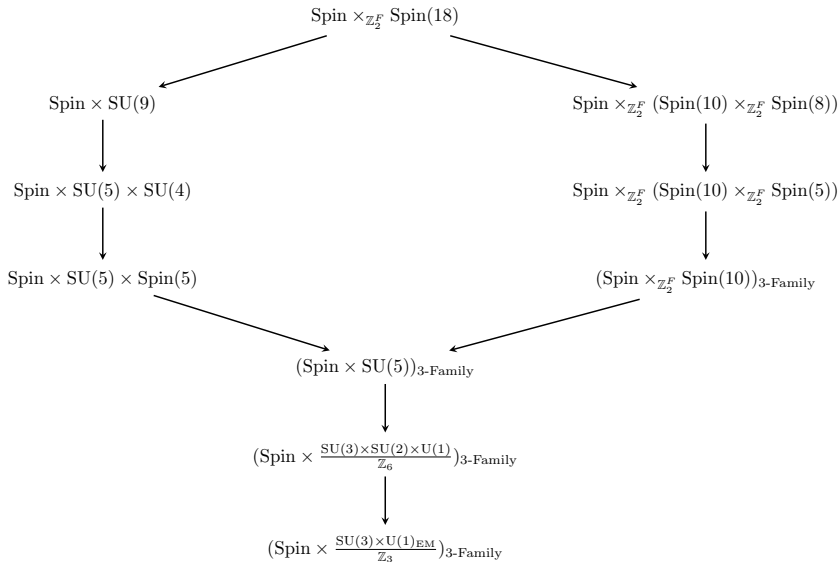 Spin ×_{ℤ₂^F} Spin(18)
Spin × SU(9)
Spin ×_{ℤ₂^F} (Spin(10) ×_{ℤ₂^F} Spin(8))
Spin × SU(5) × SU(4)
Spin ×_{ℤ₂^F} (Spin(10) ×_{ℤ₂^F} Spin(5))
Spin × SU(5) × Spin(5)
(Spin ×_{ℤ₂^F} Spin(10))_{3-Family}
(Spin × SU(5))_{3-Family}
(Spin × \frac{SU(3)×SU(2)×U(1)}{ℤ₆})_{3-Family}
(Spin × \frac{SU(3)×U(1)_{EM}}{ℤ₃})_{3-Family}